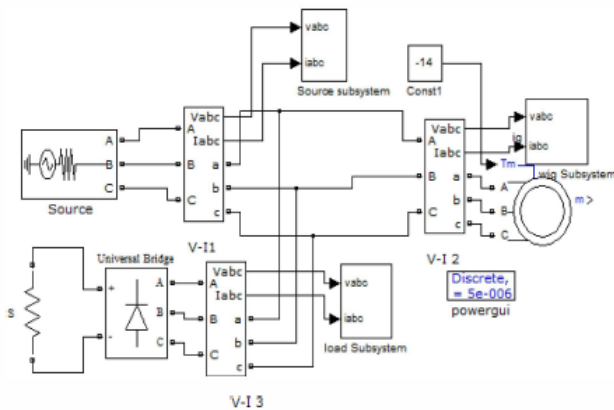 vabc
iabc
Source subsystem
-14
Const1
A
B
C
Source
Vabc
A
Iabc
B
a
b
C
c
V-I1
Vabc
A
Iabc
B
a
b
C
c
V-I 2
vabc
ig
iabc
Tm
wig Subsystem
A
B
C
m >
Discrete,
= 5e-006
powergui
S
Universal Bridge
+
-
A
B
C
Vabc
A
Iabc
B
a
b
C
c
V-I 3
vabc
iabc
load Subsystem